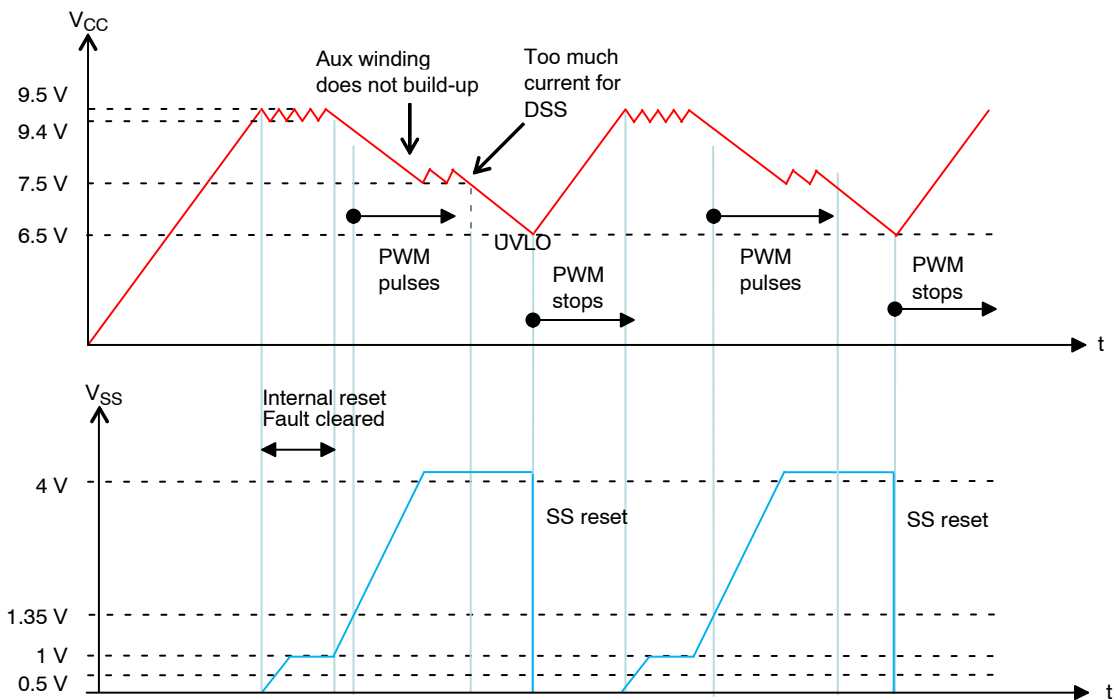 VCC
Aux winding
does not build-up
Too much
current for
DSS
9.5 V
9.4 V
7.5 V
6.5 V
UVLO
PWM
pulses
PWM
stops
PWM
pulses
PWM
stops
t
VSS
Internal reset
Fault cleared
4 V
SS reset
SS reset
1.35 V
1 V
0.5 V
t